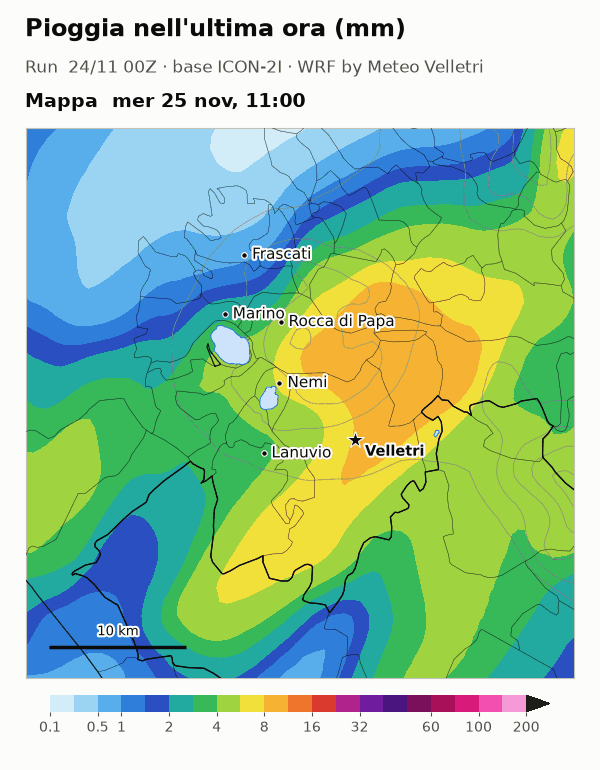 Pioggia nell'ultima ora (mm)
Run  24/11 00Z · base ICON-2I · WRF by Meteo Velletri
Mappa  mer 25 nov, 11:00
Frascati
Marino
Rocca di Papa
Nemi
Velletri
Lanuvio
10 km
0.1 0.5 1 2 4 8 16 32 60 100 200